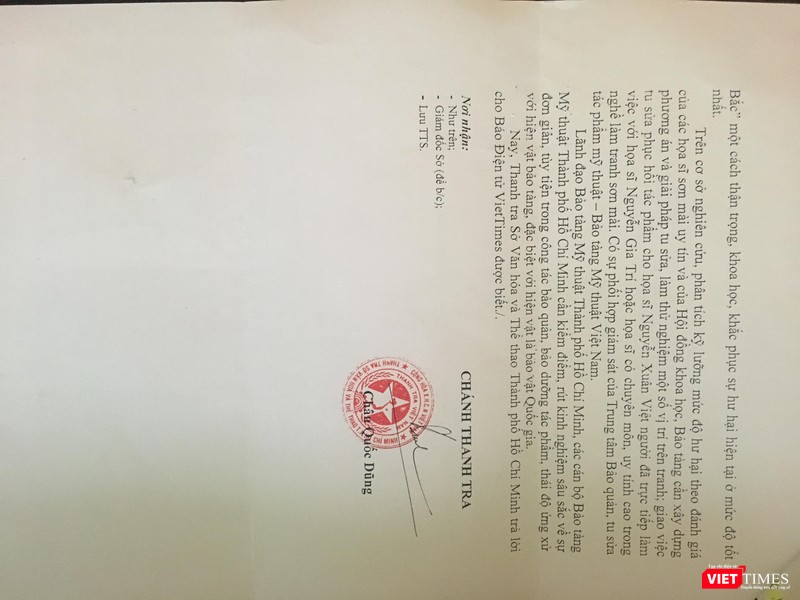 Bắc” một cách thận trọng, khoa học, khắc phục sự hư hại hiện tại ở mức độ tốt
nhất.
Trên cơ sở nghiên cứu, phân tích kỹ lưỡng mức độ hư hại theo đánh giá
của các họa sĩ sơn mài uy tín và của Hội đồng khoa học, Bảo tàng cần xây dựng
phương án và giải pháp tu sửa, làm thử nghiệm một số vị trí trên tranh; giao việc
tu sửa phục hồi tác phẩm cho họa sĩ Nguyễn Xuân Việt người đã trực tiếp làm
việc với họa sĩ Nguyễn Gia Trí hoặc họa sĩ có chuyên môn, uy tính cao trong
nghề làm tranh sơn mài. Có sự phối hợp giám sát của Trung tâm Bảo quản, tu sửa
tác phẩm mỹ thuật – Bảo tàng Mỹ thuật Việt Nam.
Lãnh đạo Bảo tàng Mỹ thuật Thành phố Hồ Chí Minh, các cán bộ Bảo tàng
Mỹ thuật Thành phố Hồ Chí Minh cần kiểm điểm, rút kinh nghiệm sâu sắc về sự
đơn giản, tùy tiện trong công tác bảo quản, bảo dưỡng tác phẩm, thái độ ứng xử
với hiện vật bảo tàng, đặc biệt với hiện vật là bảo vật Quốc gia.
Nay, Thanh tra Sở Văn hóa và Thể thao Thành phố Hồ Chí Minh trả lời
cho Báo Điện tử VietTimes được biết./.
Nơi nhận:
- Như trên;
- Giám đốc Sở (để b/c);
- Lưu TTS.
CHÁNH THANH TRA
THANH TRA VIỆT NAM
Châu Quốc Dũng
VIETTIMES